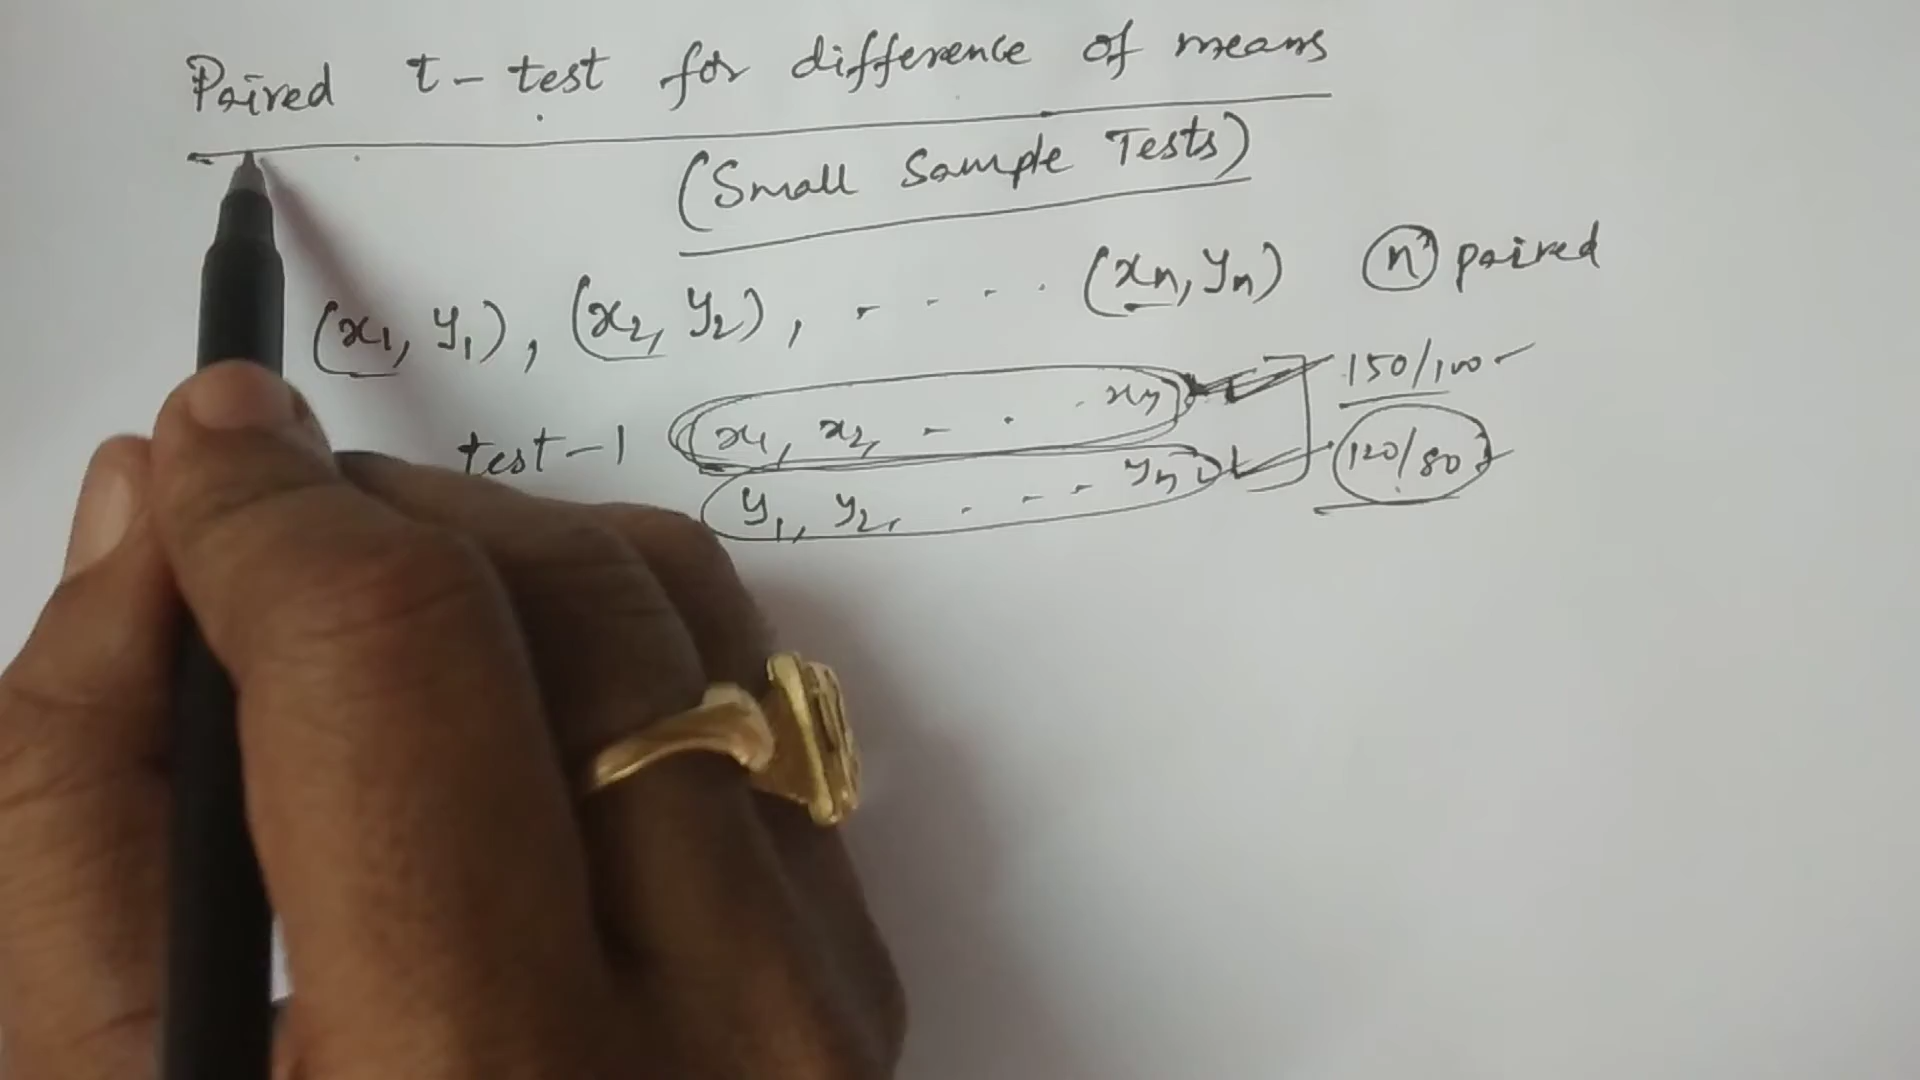 Paired t-test for difference of means
(Small Sample Tests)
(x1, y1), (x2, y2), - - - - . (xn, yn) n paired
test-1 x1, x2, - . . xn 150/100
y1, y2, . - - yn 120/80